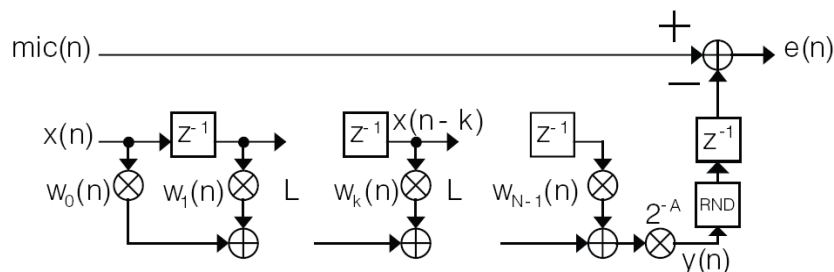 mic(n)
+
e(n)
−
x(n)
Z⁻¹
Z⁻¹
x(n- k)
Z⁻¹
Z⁻¹
w₀(n)
w₁(n)
L
wₖ(n)
L
w_{N-1}(n)
2^{-A}
RND
y(n)